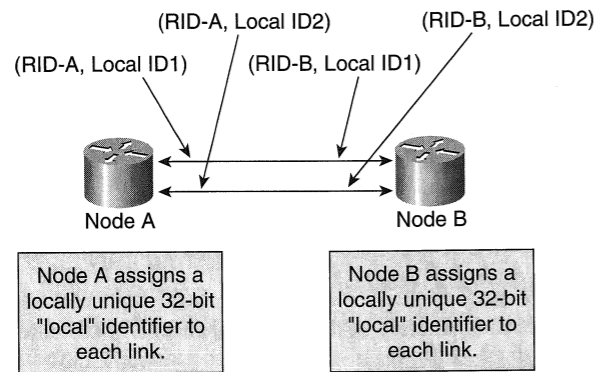 (RID-A, Local ID2)
(RID-B, Local ID2)
(RID-A, Local ID1)
(RID-B, Local ID1)
Node A
Node B
Node A assigns a
locally unique 32-bit
"local" identifier to
each link.
Node B assigns a
locally unique 32-bit
"local" identifier to
each link.